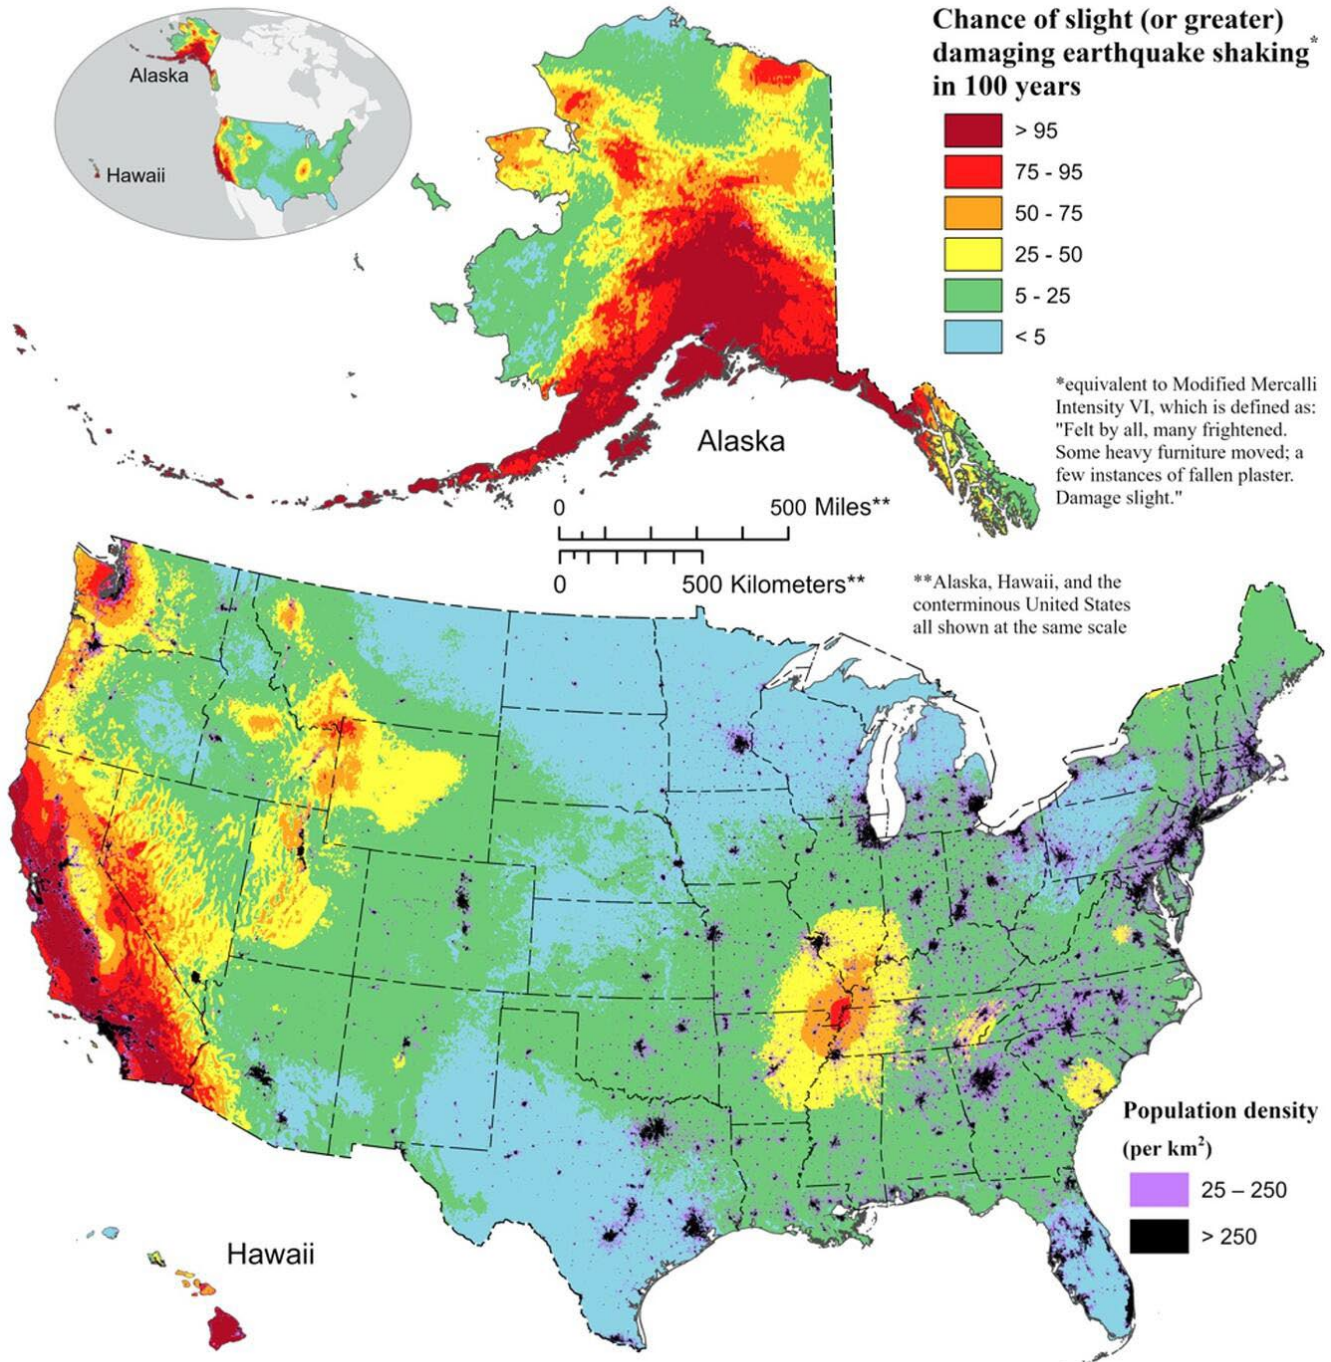 Chance of slight (or greater)
damaging earthquake shaking*
in 100 years
> 95
75 - 95
50 - 75
25 - 50
5 - 25
< 5
*equivalent to Modified Mercalli
Intensity VI, which is defined as:
"Felt by all, many frightened.
Some heavy furniture moved; a
few instances of fallen plaster.
Damage slight."
Alaska
Hawaii
Alaska
0 500 Miles**
0 500 Kilometers**
**Alaska, Hawaii, and the
conterminous United States
all shown at the same scale
Population density
(per km²)
25 – 250
> 250
Hawaii